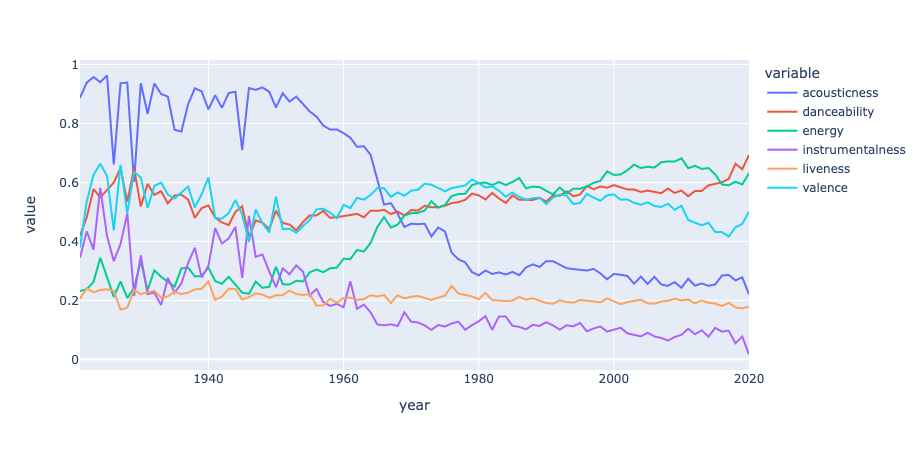 1
0.8
0.6
0.4
0.2
0
value
1940
1960
1980
2000
2020
year
variable
acousticness
danceability
energy
instrumentalness
liveness
valence